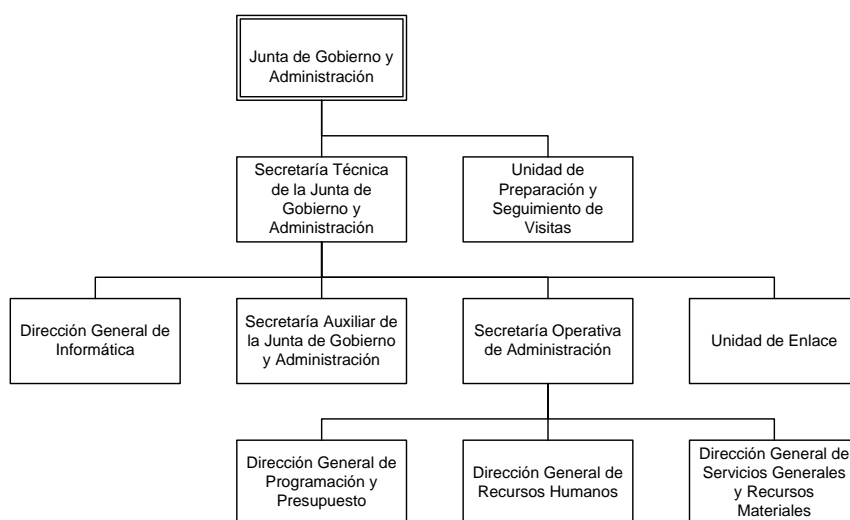 Junta de Gobierno y
Administración
Secretaría Técnica
de la Junta de
Gobierno y
Administración
Unidad de
Preparación y
Seguimiento de
Visitas
Dirección General de
Informática
Secretaría Auxiliar de
la Junta de Gobierno
y Administración
Secretaría Operativa
de Administración
Unidad de Enlace
Dirección General de
Programación y
Presupuesto
Dirección General de
Recursos Humanos
Dirección General de
Servicios Generales
y Recursos
Materiales